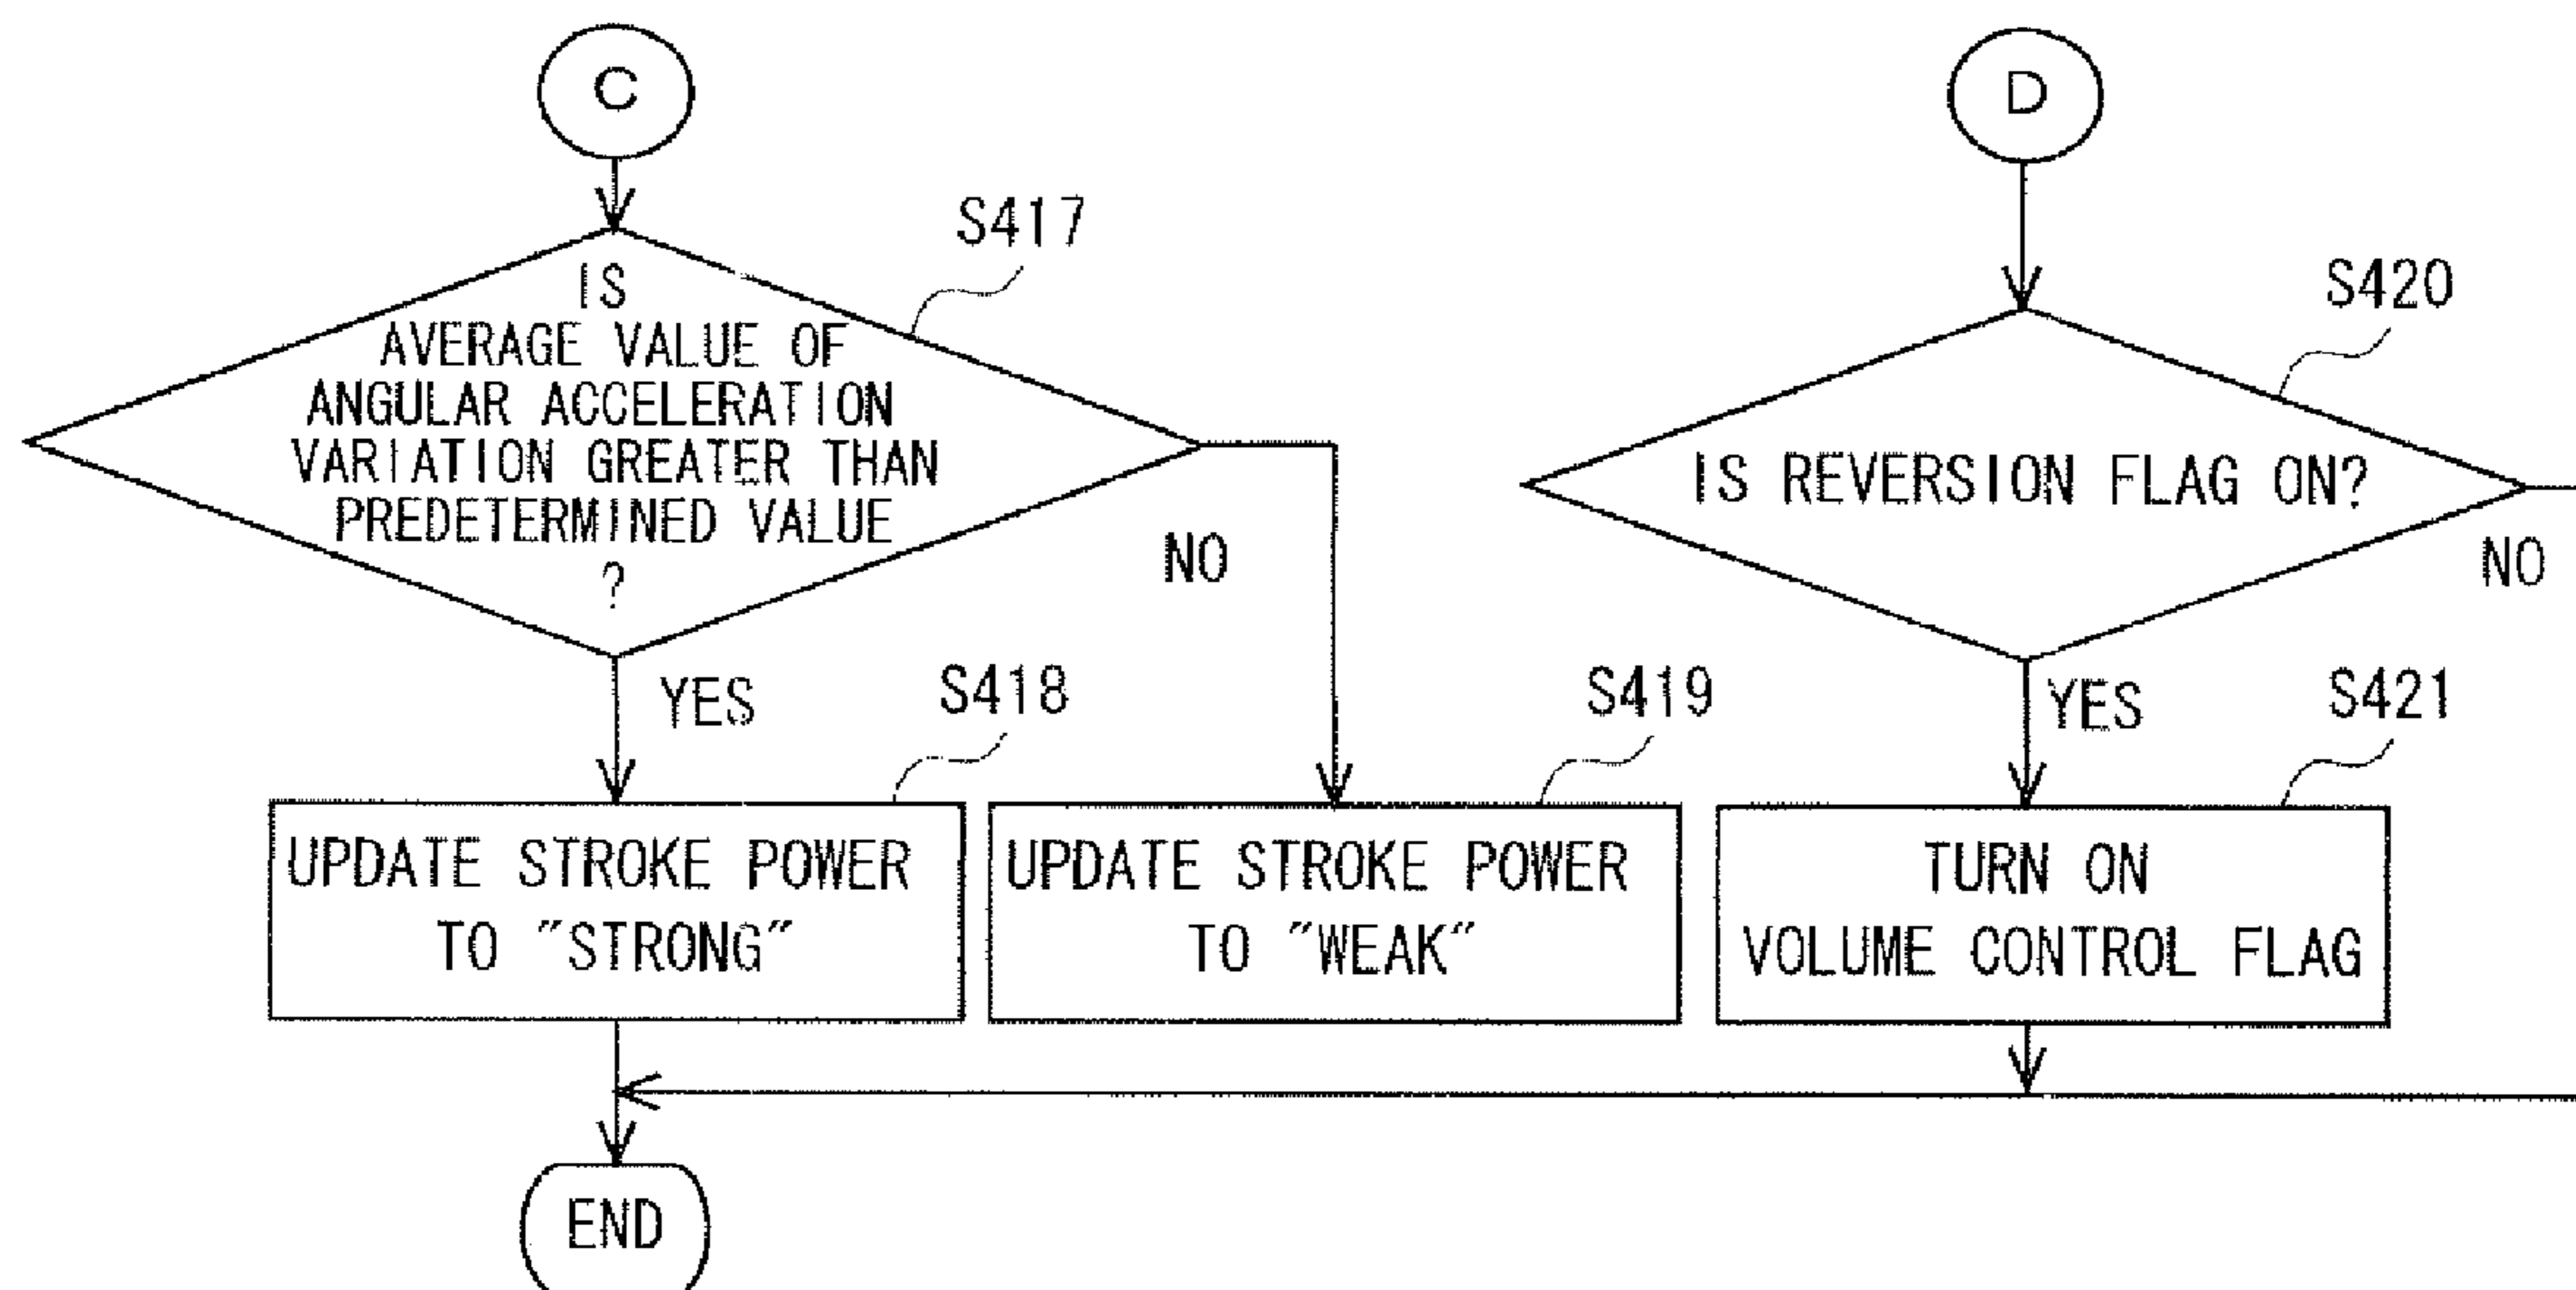 C
S417
IS
AVERAGE VALUE OF
ANGULAR ACCELERATION
VARIATION GREATER THAN
PREDETERMINED VALUE
?
NO
YES
S418
UPDATE STROKE POWER
TO "STRONG"
S419
UPDATE STROKE POWER
TO "WEAK"
D
S420
IS REVERSION FLAG ON?
NO
YES
S421
TURN ON
VOLUME CONTROL FLAG
END